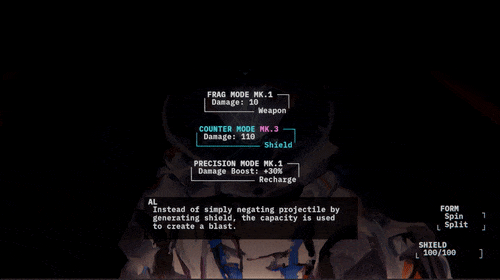 FRAG MODE MK.1
Damage: 10
Weapon
COUNTER MODE MK.3
Damage: 110
Shield
PRECISION MODE MK.1
Damage Boost: +30%
Recharge
AL
Instead of simply negating projectile by
generating shield, the capacity is used
to create a blast.
FORM
Spin
Split
SHIELD
100/100